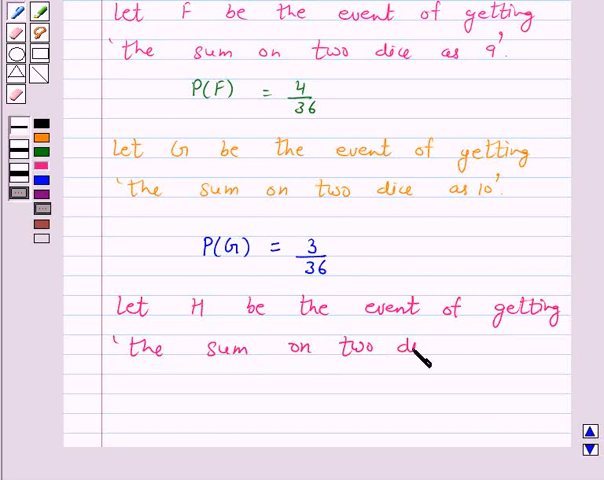 Let F be the event of getting
'the sum on two dice as 9'.
P(F) = 4/36
Let G be the event of getting
'the sum on two dice as 10'.
P(G) = 3/36
Let H be the event of getting
'the sum on two